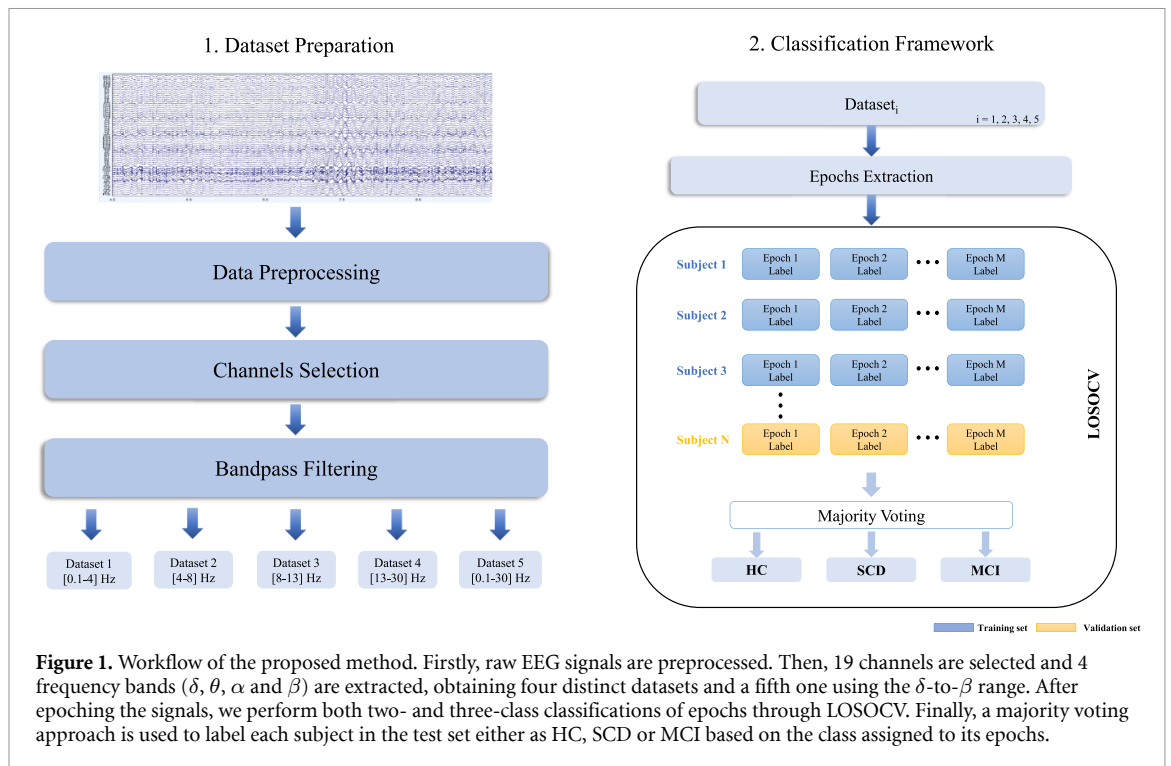 1. Dataset Preparation
Data Preprocessing
Channels Selection
Bandpass Filtering
Dataset 1
[0.1-4] Hz
Dataset 2
[4-8] Hz
Dataset 3
[8-13] Hz
Dataset 4
[13-30] Hz
Dataset 5
[0.1-30] Hz
2. Classification Framework
Dataset_i
i = 1, 2, 3, 4, 5
Epochs Extraction
Subject 1
Epoch 1
Label
Epoch 2
Label
•••
Epoch M
Label
Subject 2
Epoch 1
Label
Epoch 2
Label
•••
Epoch M
Label
Subject 3
Epoch 1
Label
Epoch 2
Label
•••
Epoch M
Label
Subject N
Epoch 1
Label
Epoch 2
Label
•••
Epoch M
Label
LOSOCV
Majority Voting
HC
SCD
MCI
Training set
Validation set
Figure 1. Workflow of the proposed method. Firstly, raw EEG signals are preprocessed. Then, 19 channels are selected and 4
frequency bands (δ, θ, α and β) are extracted, obtaining four distinct datasets and a fifth one using the δ-to-β range. After
epoching the signals, we perform both two- and three-class classifications of epochs through LOSOCV. Finally, a majority voting
approach is used to label each subject in the test set either as HC, SCD or MCI based on the class assigned to its epochs.